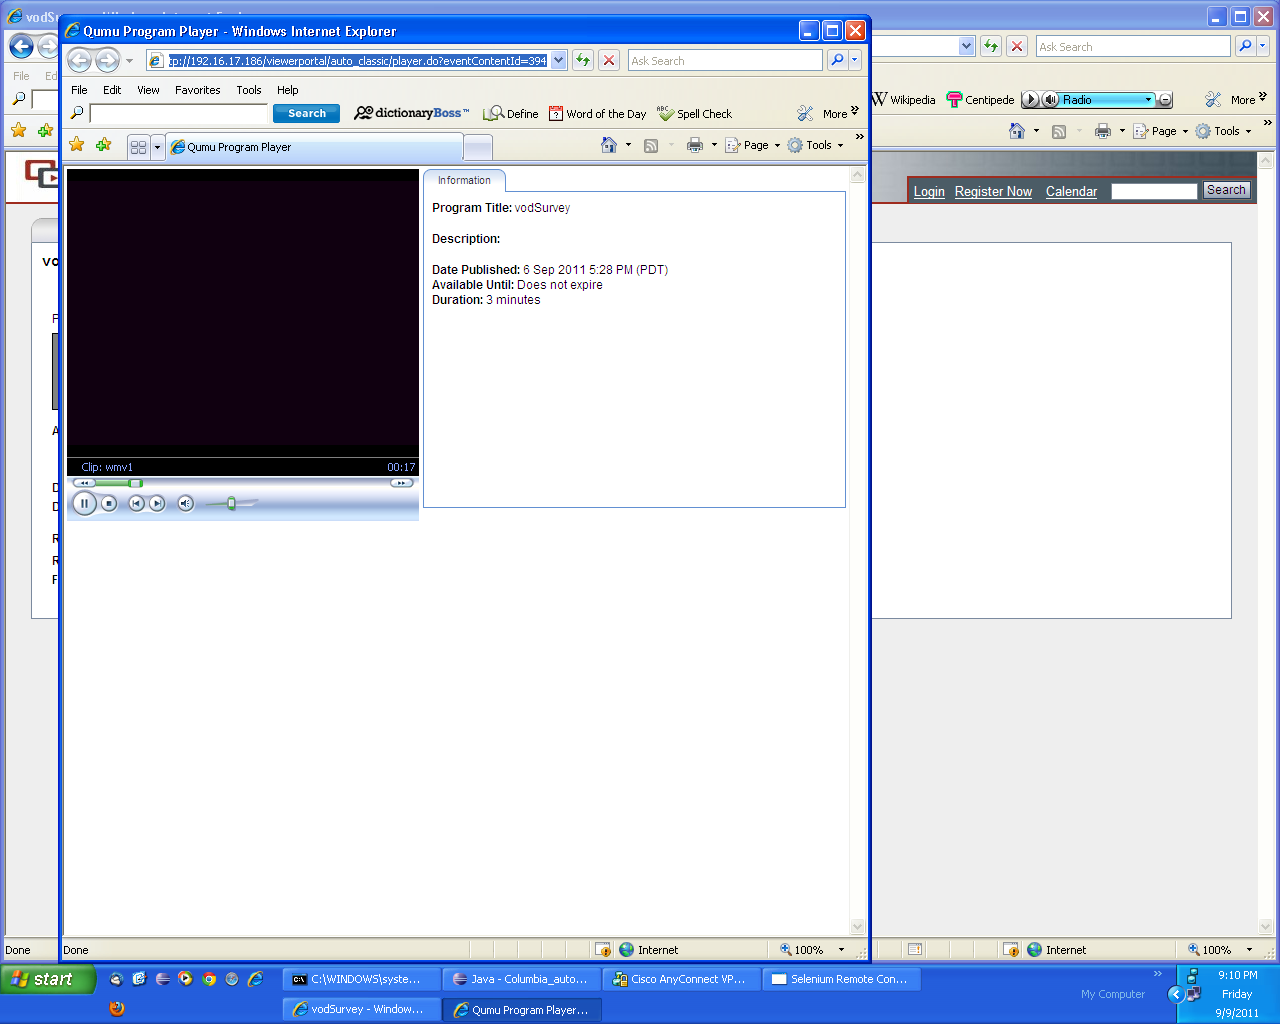 Qumu Program Player - Windows Internet Explorer
tp://192.16.17.186/viewerportal/auto_classic/player.do?eventContentId=394
Ask Search
Ask Search
File Edit View Favorites Tools Help
File
Search dictionaryBoss™ Define Word of the Day Spell Check More »
Wikipedia Centipede Radio More »
Qumu Program Player
Page Tools »
Page Tools »
Login Register Now Calendar Search
Information
Program Title: vodSurvey
Description:
Date Published: 6 Sep 2011 5:28 PM (PDT)
Available Until: Does not expire
Duration: 3 minutes
Clip: wmv1 00:17
Done
Done Internet 100%
Internet 100%
start
C:\WINDOWS\syste...
Java - Columbia_auto...
Cisco AnyConnect VP...
Selenium Remote Con...
vodSurvey - Window...
Qumu Program Player...
My Computer »
9:10 PM
Friday
9/9/2011